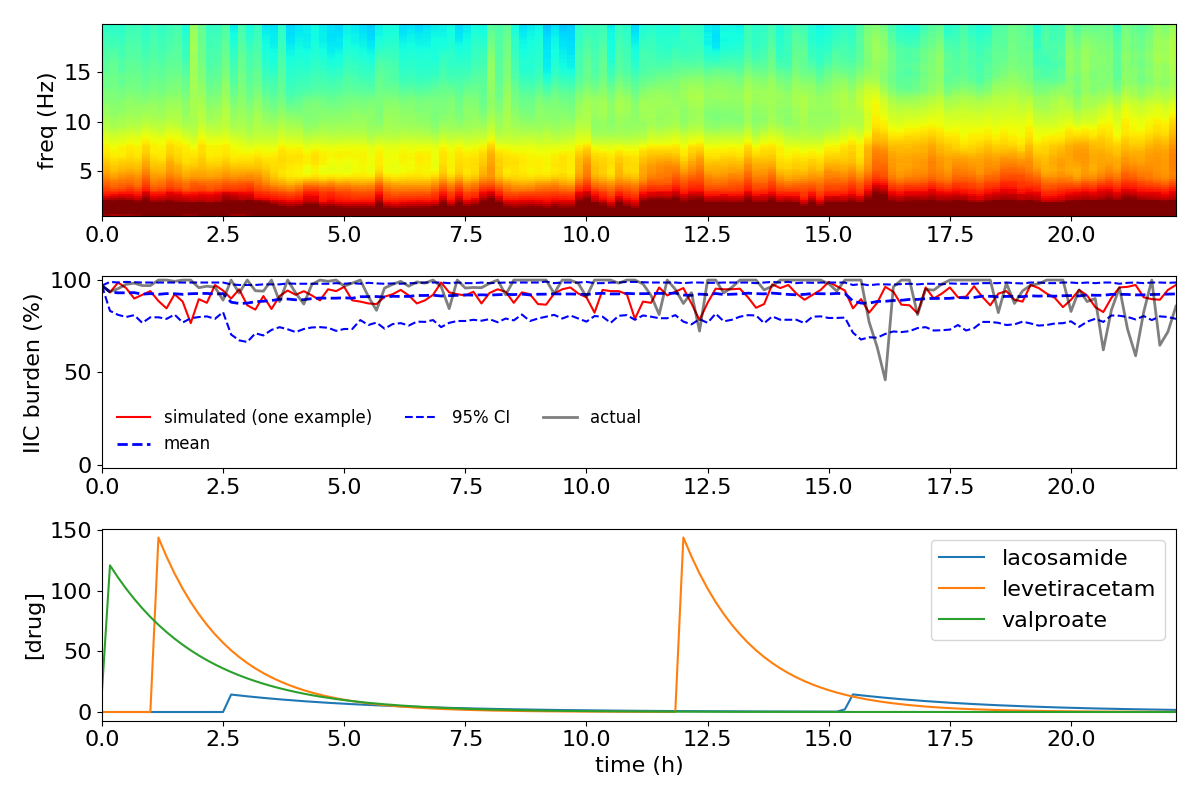 freq (Hz)
15
10
5
0.0 2.5 5.0 7.5 10.0 12.5 15.0 17.5 20.0
IIC burden (%)
100
50
0
simulated (one example) 95% CI actual
mean
0.0 2.5 5.0 7.5 10.0 12.5 15.0 17.5 20.0
[drug]
150
100
50
0
lacosamide
levetiracetam
valproate
0.0 2.5 5.0 7.5 10.0 12.5 15.0 17.5 20.0
time (h)